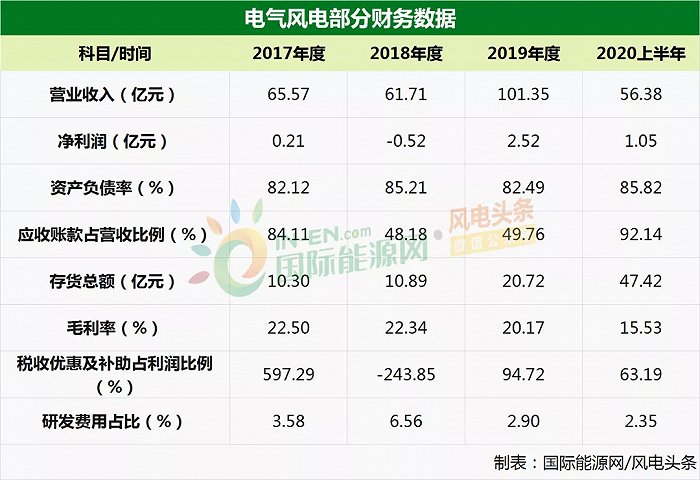 电气风电部分财务数据
科目/时间 2017年度 2018年度 2019年度 2020上半年
营业收入（亿元） 65.57 61.71 101.35 56.38
净利润（亿元） 0.21 -0.52 2.52 1.05
资产负债率（%） 82.12 85.21 82.49 85.82
应收账款占营收比例（%） 84.11 48.18 49.76 92.14
IN-EN.com
国际能源网
风电头条
存货总额（亿元） 10.30 10.89 20.72 47.42
毛利率（%） 22.50 22.34 20.17 15.53
税收优惠及补助占利润比例
（%） 597.29 -243.85 94.72 63.19
研发费用占比（%） 3.58 6.56 2.90 2.35
制表：国际能源网/风电头条